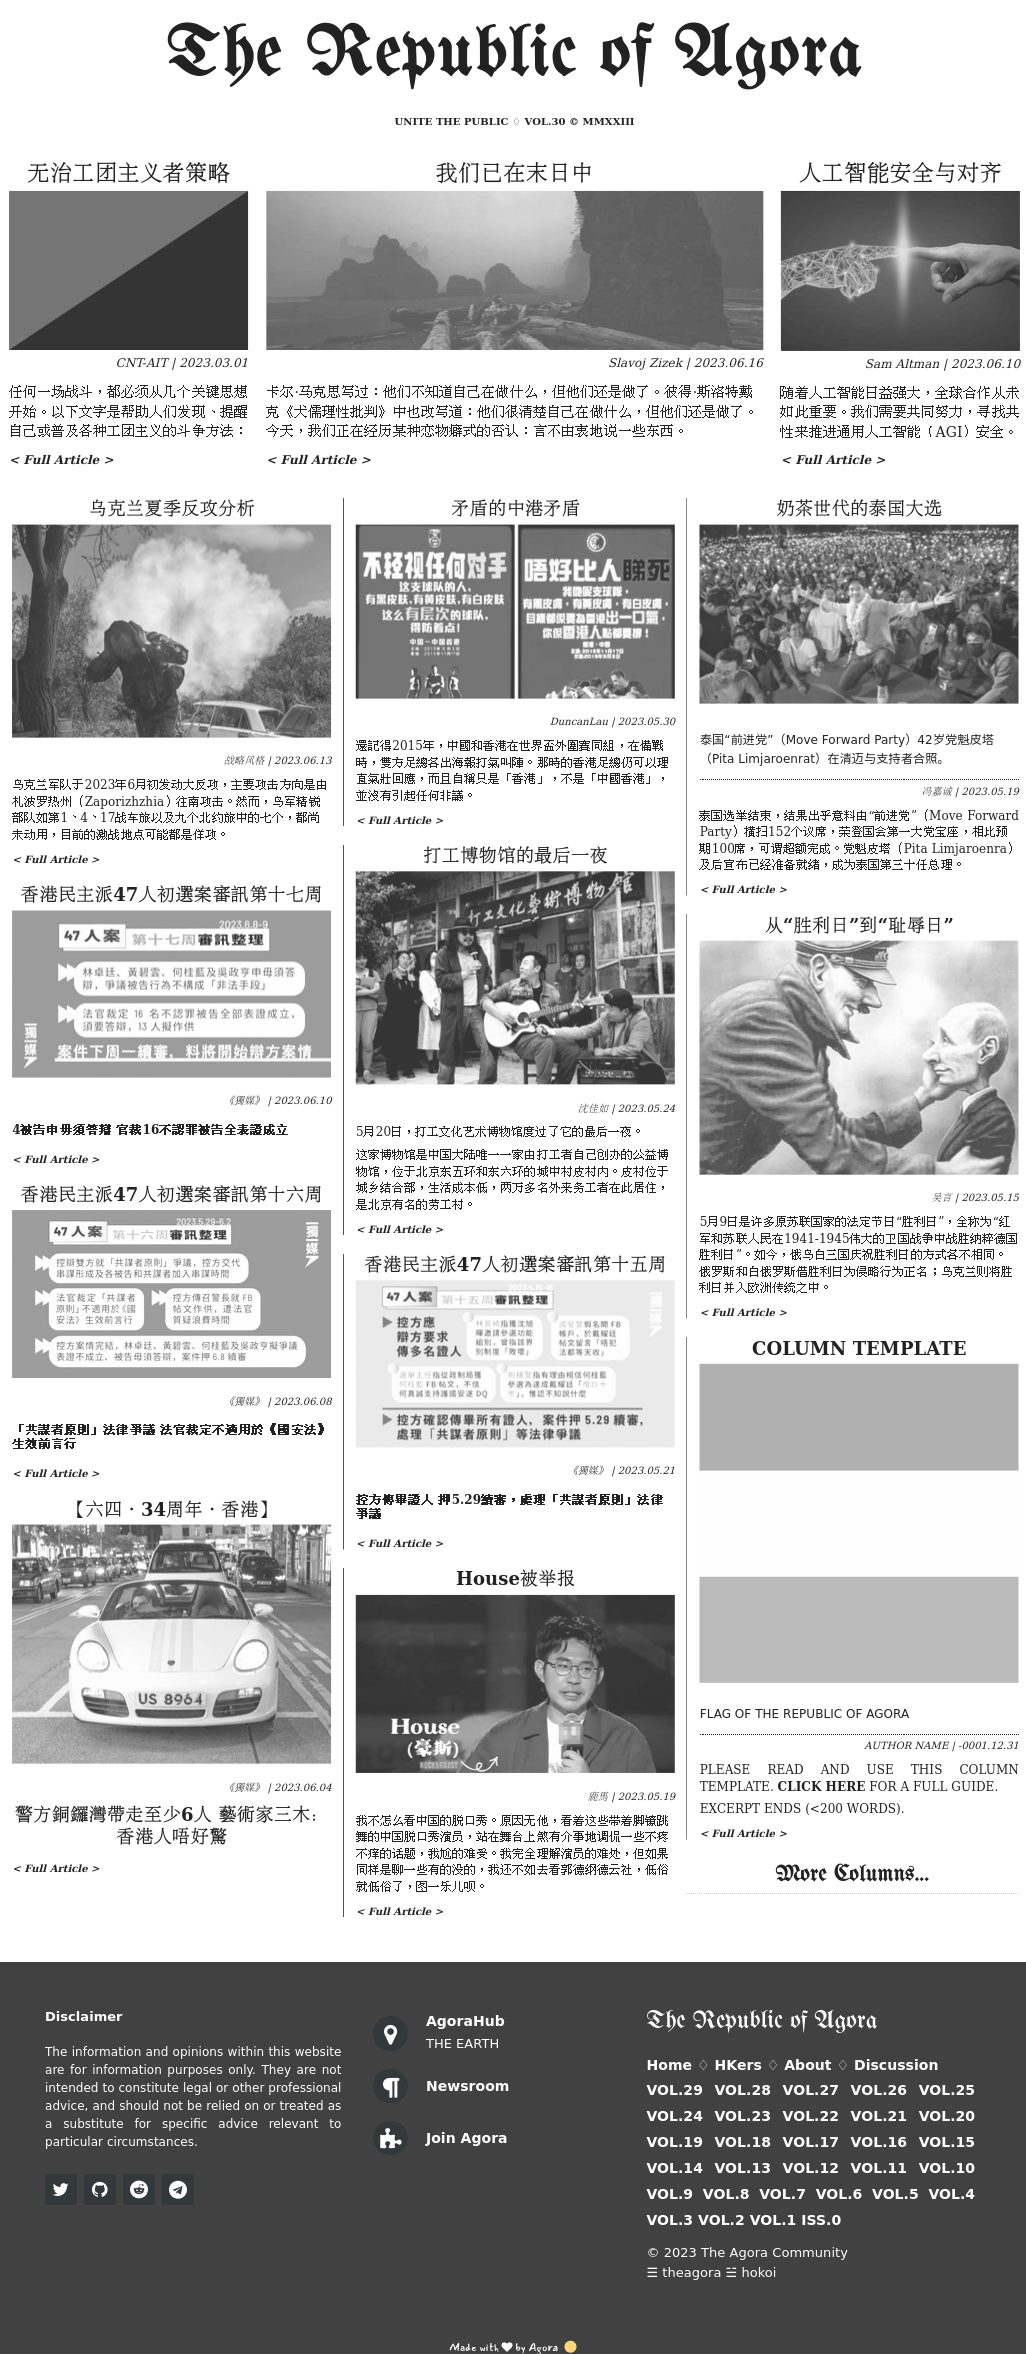 The Republic of Agora
UNITE THE PUBLIC ♢ VOL.30 © MMXXIII
无治工团主义者策略
CNT-AIT | 2023.03.01
任何一场战斗，都必须从几个关键思想
开始。以下文字是帮助人们发现、提醒
自己或普及各种工团主义的斗争方法：
< Full Article >
我们已在末日中
Slavoj Zizek | 2023.06.16
卡尔·马克思写过：他们不知道自己在做什么，但他们还是做了。彼得·斯洛特戴
克《犬儒理性批判》中也改写道：他们很清楚自己在做什么，但他们还是做了。
今天，我们正在经历某种恋物癖式的否认：言不由衷地说一些东西。
< Full Article >
人工智能安全与对齐
Sam Altman | 2023.06.10
随着人工智能日益强大，全球合作从未
如此重要。我们需要共同努力，寻找共
性来推进通用人工智能（AGI）安全。
< Full Article >
乌克兰夏季反攻分析
战略风格 | 2023.06.13
乌克兰军队于2023年6月初发动大反攻，主要攻击方向是由
札波罗热州（Zaporizhzhia）往南攻击。然而，乌军精锐
部队如第1、4、17战车旅以及九个北约旅中的七个，都尚
未动用，目前的激战地点可能都是佯攻。
< Full Article >
香港民主派47人初選案審訊第十七周
2023.6.8-9
47 人案 第十七周審訊整理
林卓廷、黃碧雲、何桂藍及吳政亨申毋須答
辯，爭議被告行為不構成「非法手段」
法官裁定 16 名不認罪被告全部表證成立，
須要答辯，13 人擬作供
獨媒
案件下周一續審，料將開始辯方案情
《獨媒》 | 2023.06.10
4被告申毋須答辯 官裁16不認罪被告全表證成立
< Full Article >
香港民主派47人初選案審訊第十六周
2023.5.29-6.2
47 人案 第十六周審訊整理
獨媒
控辯雙方就「共謀者原則」爭議，控方交代
串謀形成及各被告和共謀者加入串謀時間
法官裁定「共謀者
原則」不適用於《國
安法》生效前言行
控方傳召警長就 FB
帖文作供，遭法官
質疑浪費時間
控方案情完結，林卓廷、黃碧雲、何桂藍及吳政亨擬爭議
表證不成立、被告毋須答辯，案件押 6.8 續審
《獨媒》 | 2023.06.08
「共謀者原則」法律爭議 法官裁定不適用於《國安法》
生效前言行
< Full Article >
【六四・34周年・香港】
US 8964
《獨媒》 | 2023.06.04
警方銅鑼灣帶走至少6人 藝術家三木：
香港人唔好驚
< Full Article >
矛盾的中港矛盾
不轻视任何对手
这支球队的人，
有黑皮肤，有黄皮肤，有白皮肤
这么有层次的球队，
得防着点！
中国－中国香港
唔好比人睇死
我哋呢支球隊，
有黑皮膚，有黃皮膚，有白皮膚，
目標都係要為香港出一口氣，
你係香港人點都要撐！
DuncanLau | 2023.05.30
還記得2015年，中國和香港在世界盃外圍賽同組，在備戰
時，雙方足總各出海報打氣叫陣。那時的香港足總仍可以理
直氣壯回應，而且自稱只是「香港」，不是「中國香港」，
並沒有引起任何非議。
< Full Article >
打工博物馆的最后一夜
打工文化藝術博物館
沈佳如 | 2023.05.24
5月20日，打工文化艺术博物馆度过了它的最后一夜。
这家博物馆是中国大陆唯一一家由打工者自己创办的公益博
物馆，位于北京东五环和东六环的城中村皮村内。皮村位于
城乡结合部，生活成本低，两万多名外来务工者在此居住，
是北京有名的劳工村。
< Full Article >
香港民主派47人初選案審訊第十五周
47 人案 第十五周審訊整理
控方應
辯方要求
傳多名證人
控方確認傳畢所有證人，案件押 5.29 續審，
處理「共謀者原則」等法律爭議
《獨媒》 | 2023.05.21
控方傳畢證人 押5.29續審，處理「共謀者原則」法律
爭議
< Full Article >
House被举报
House
(豪斯)
ROCK&ROAST
鹿馬 | 2023.05.19
我不怎么看中国的脱口秀。原因无他，看着这些带着脚镣跳
舞的中国脱口秀演员，站在舞台上煞有介事地调侃一些不疼
不痒的话题，我尬的难受。我完全理解演员的难处，但如果
同样是聊一些有的没的，我还不如去看郭德纲德云社，低俗
就低俗了，图一乐儿呗。
< Full Article >
奶茶世代的泰国大选
泰国“前进党”（Move Forward Party）42岁党魁皮塔
（Pita Limjaroenrat）在清迈与支持者合照。
冯嘉诚 | 2023.05.19
泰国选举结束，结果出乎意料由“前进党”（Move Forward
Party）横扫152个议席，荣登国会第一大党宝座，相比预
期100席，可谓超额完成。党魁皮塔（Pita Limjaroenra）
及后宣布已经准备就绪，成为泰国第三十任总理。
< Full Article >
从“胜利日”到“耻辱日”
吴言 | 2023.05.15
5月9日是许多原苏联国家的法定节日“胜利日”，全称为“红
军和苏联人民在1941-1945伟大的卫国战争中战胜纳粹德国
胜利日”。如今，俄乌白三国庆祝胜利日的方式各不相同。
俄罗斯和白俄罗斯借胜利日为侵略行为正名；乌克兰则将胜
利日并入欧洲传统之中。
< Full Article >
COLUMN TEMPLATE
FLAG OF THE REPUBLIC OF AGORA
AUTHOR NAME | -0001.12.31
PLEASE READ AND USE THIS COLUMN
TEMPLATE. CLICK HERE FOR A FULL GUIDE.
EXCERPT ENDS (<200 WORDS).
< Full Article >
More Columns...
Disclaimer
The information and opinions within this website
are for information purposes only. They are not
intended to constitute legal or other professional
advice, and should not be relied on or treated as
a substitute for specific advice relevant to
particular circumstances.
AgoraHub
THE EARTH
Newsroom
Join Agora
The Republic of Agora
Home ♢ HKers ♢ About ♢ Discussion
VOL.29 VOL.28 VOL.27 VOL.26 VOL.25
VOL.24 VOL.23 VOL.22 VOL.21 VOL.20
VOL.19 VOL.18 VOL.17 VOL.16 VOL.15
VOL.14 VOL.13 VOL.12 VOL.11 VOL.10
VOL.9 VOL.8 VOL.7 VOL.6 VOL.5 VOL.4
VOL.3 VOL.2 VOL.1 ISS.0
© 2023 The Agora Community
☰ theagora ☱ hokoi
Made with ♥ by Agora